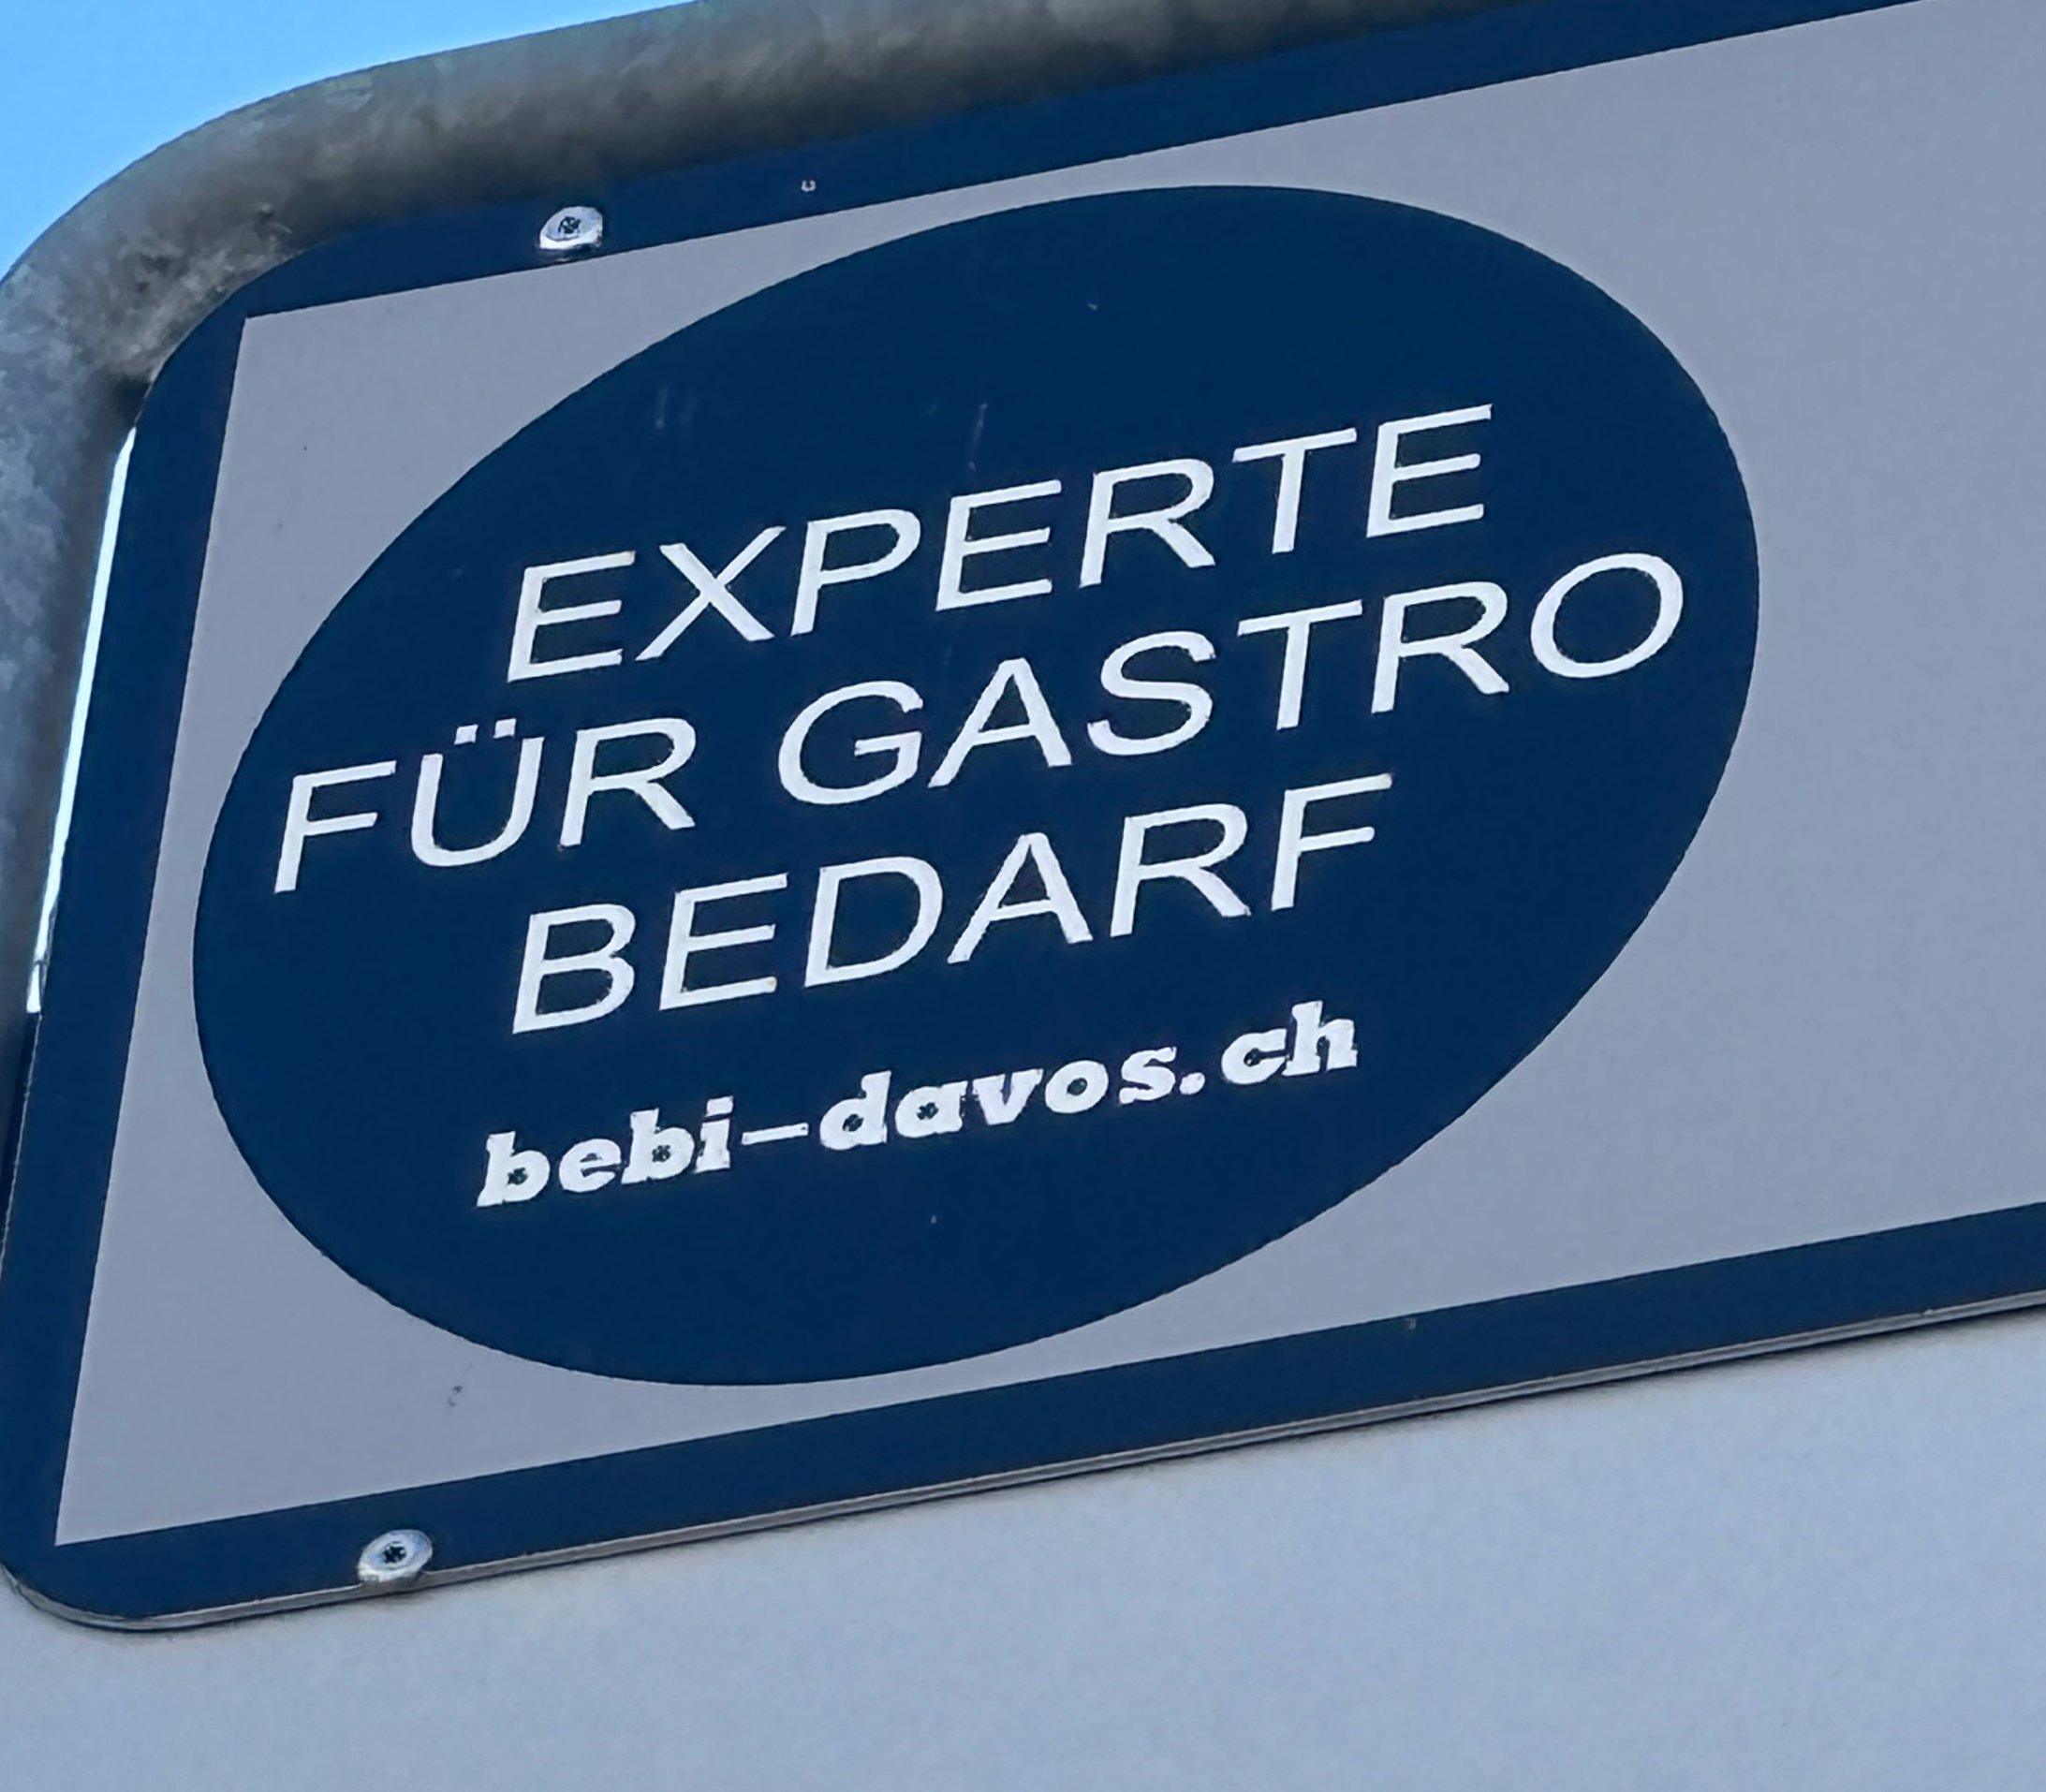 EXPERTE
FÜR GASTRO
BEDARF
bebi-davos.ch